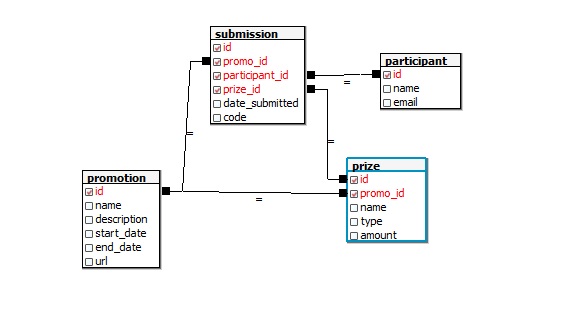 submission
id
promo_id
participant_id
prize_id
date_submitted
code
participant
id
name
email
=
=
=
prize
id
promo_id
name
type
amount
promotion
id
name
description
start_date
end_date
url
=